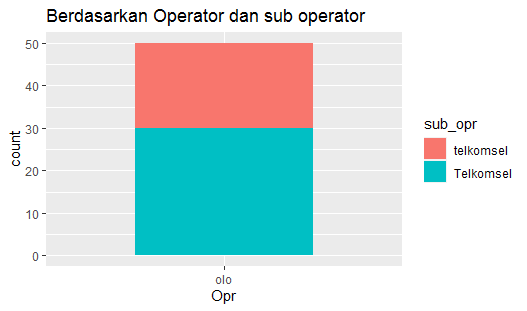 Berdasarkan Operator dan sub operator
50
40
30
20
10
0
count
olo
Opr
sub_opr
telkomsel
Telkomsel